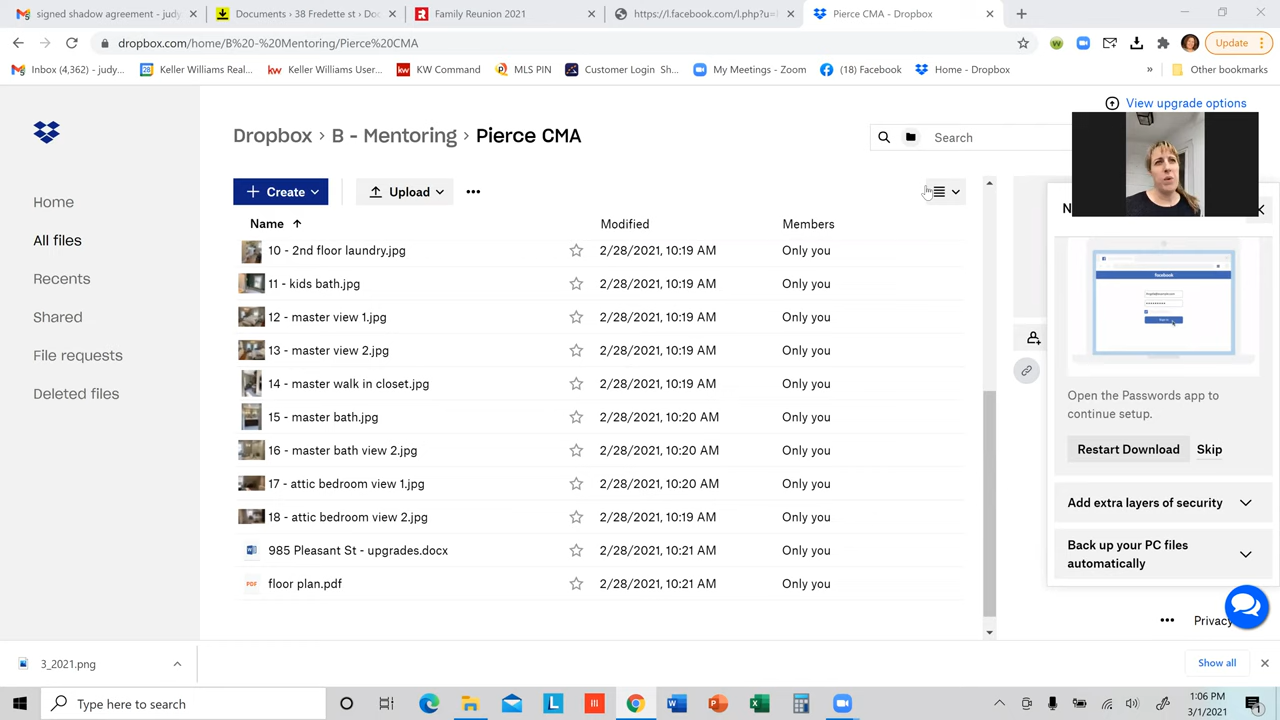 signed shadow agreement - judy
Documents › 38 Fredette st › Doc
Family Reunion 2021
https://l.facebook.com/l.php?u=
Pierce CMA - Dropbox
dropbox.com/home/B%20-%20Mentoring/Pierce%20CMA
Update
Inbox (4,362) - judy...
Keller Williams Real...
Keller Williams User...
KW Command
MLS PIN
Customer Login Sh...
My Meetings - Zoom
(18) Facebook
Home - Dropbox
»
Other bookmarks
View upgrade options
Dropbox › B - Mentoring › Pierce CMA
Search
Home
All files
Recents
Shared
File requests
Deleted files
+ Create
Upload
•••
Name ↑ Modified Members
10 - 2nd floor laundry.jpg 2/28/2021, 10:19 AM Only you
11 - kids bath.jpg 2/28/2021, 10:19 AM Only you
12 - master view 1.jpg 2/28/2021, 10:19 AM Only you
13 - master view 2.jpg 2/28/2021, 10:19 AM Only you
14 - master walk in closet.jpg 2/28/2021, 10:19 AM Only you
15 - master bath.jpg 2/28/2021, 10:20 AM Only you
16 - master bath view 2.jpg 2/28/2021, 10:20 AM Only you
17 - attic bedroom view 1.jpg 2/28/2021, 10:20 AM Only you
18 - attic bedroom view 2.jpg 2/28/2021, 10:19 AM Only you
985 Pleasant St - upgrades.docx 2/28/2021, 10:21 AM Only you
PDF floor plan.pdf 2/28/2021, 10:21 AM Only you
facebook
Open the Passwords app to
continue setup.
Restart Download Skip
Add extra layers of security
Back up your PC files
automatically
••• Privacy
3_2021.png
Show all
Type here to search
1:06 PM
3/1/2021